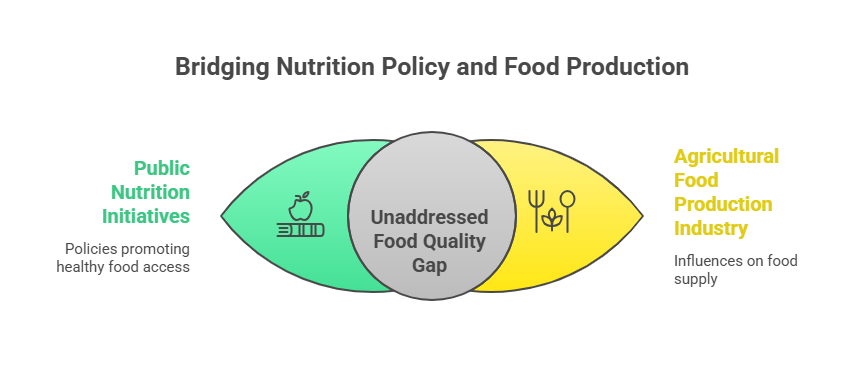 Bridging Nutrition Policy and Food Production
Public
Nutrition
Initiatives
Policies promoting
healthy food access
Unaddressed
Food Quality
Gap
Agricultural
Food
Production
Industry
Influences on food
supply